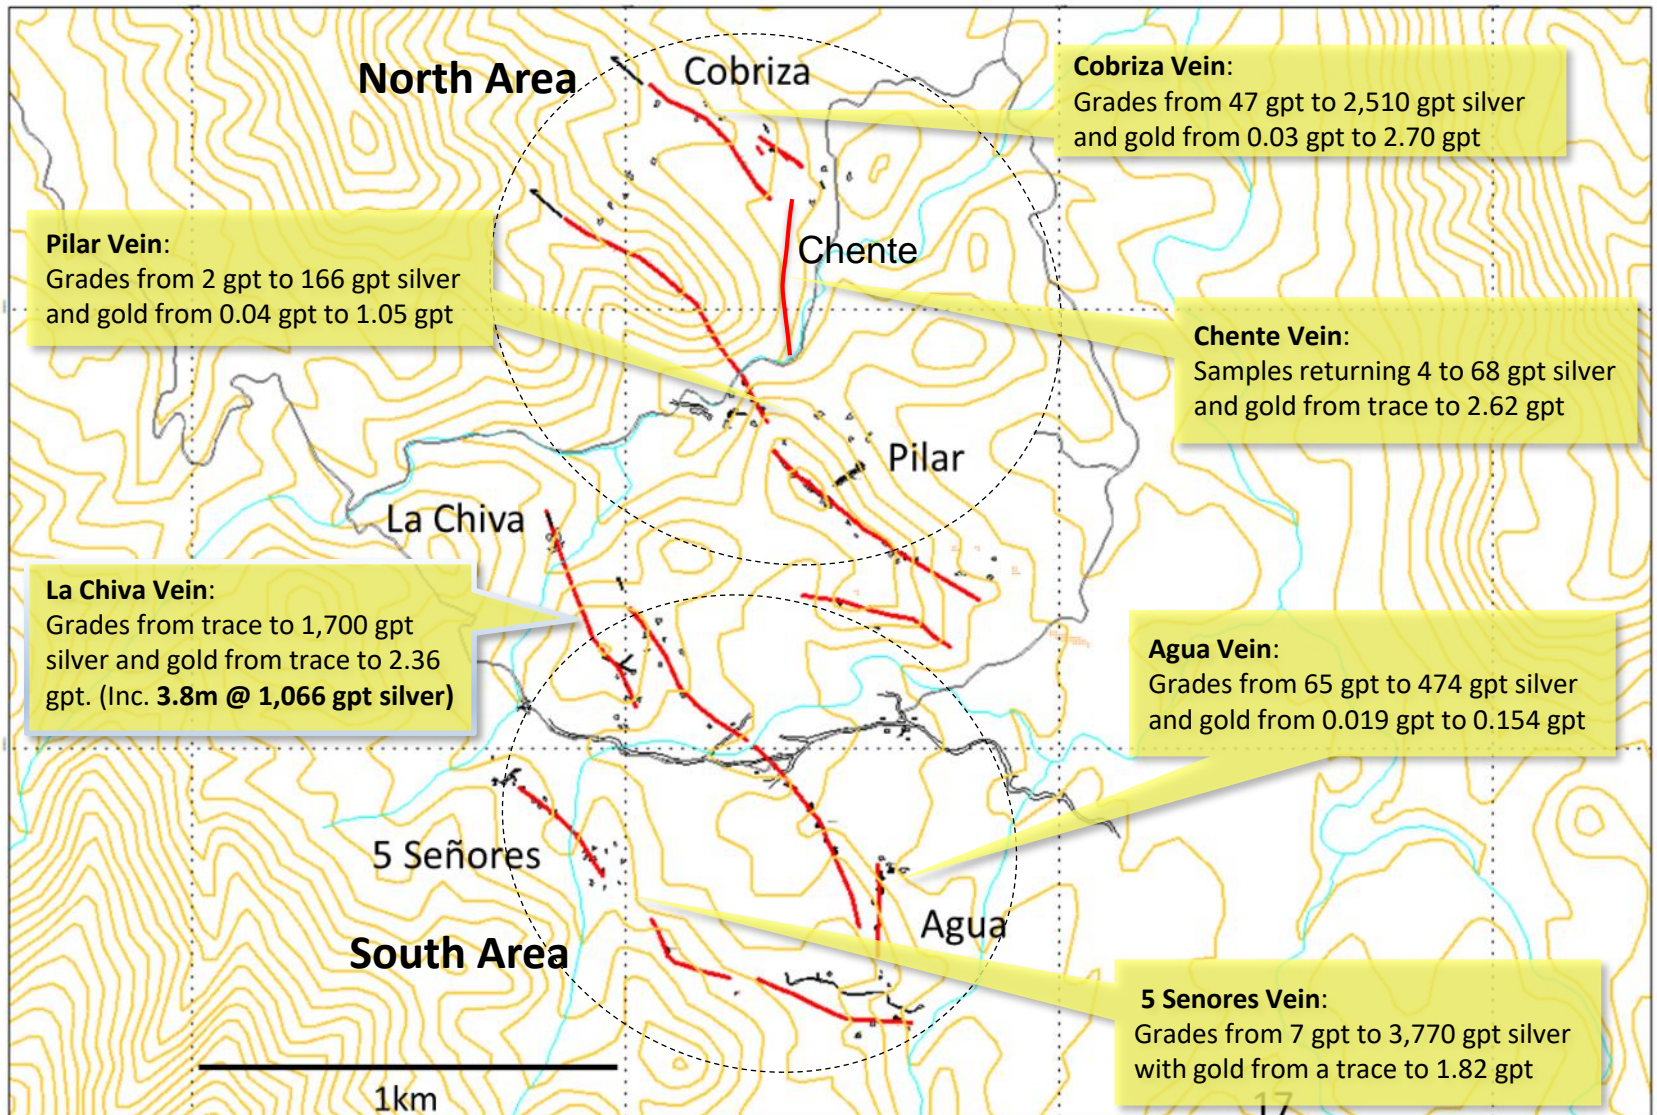 North Area
Cobriza
Cobriza Vein:
Grades from 47 gpt to 2,510 gpt silver
and gold from 0.03 gpt to 2.70 gpt
Pilar Vein:
Grades from 2 gpt to 166 gpt silver
and gold from 0.04 gpt to 1.05 gpt
Chente
Chente Vein:
Samples returning 4 to 68 gpt silver
and gold from trace to 2.62 gpt
Pilar
La Chiva
La Chiva Vein:
Grades from trace to 1,700 gpt
silver and gold from trace to 2.36
gpt. (Inc. 3.8m @ 1,066 gpt silver)
Agua Vein:
Grades from 65 gpt to 474 gpt silver
and gold from 0.019 gpt to 0.154 gpt
5 Señores
Agua
South Area
5 Senores Vein:
Grades from 7 gpt to 3,770 gpt silver
with gold from a trace to 1.82 gpt
1km
17